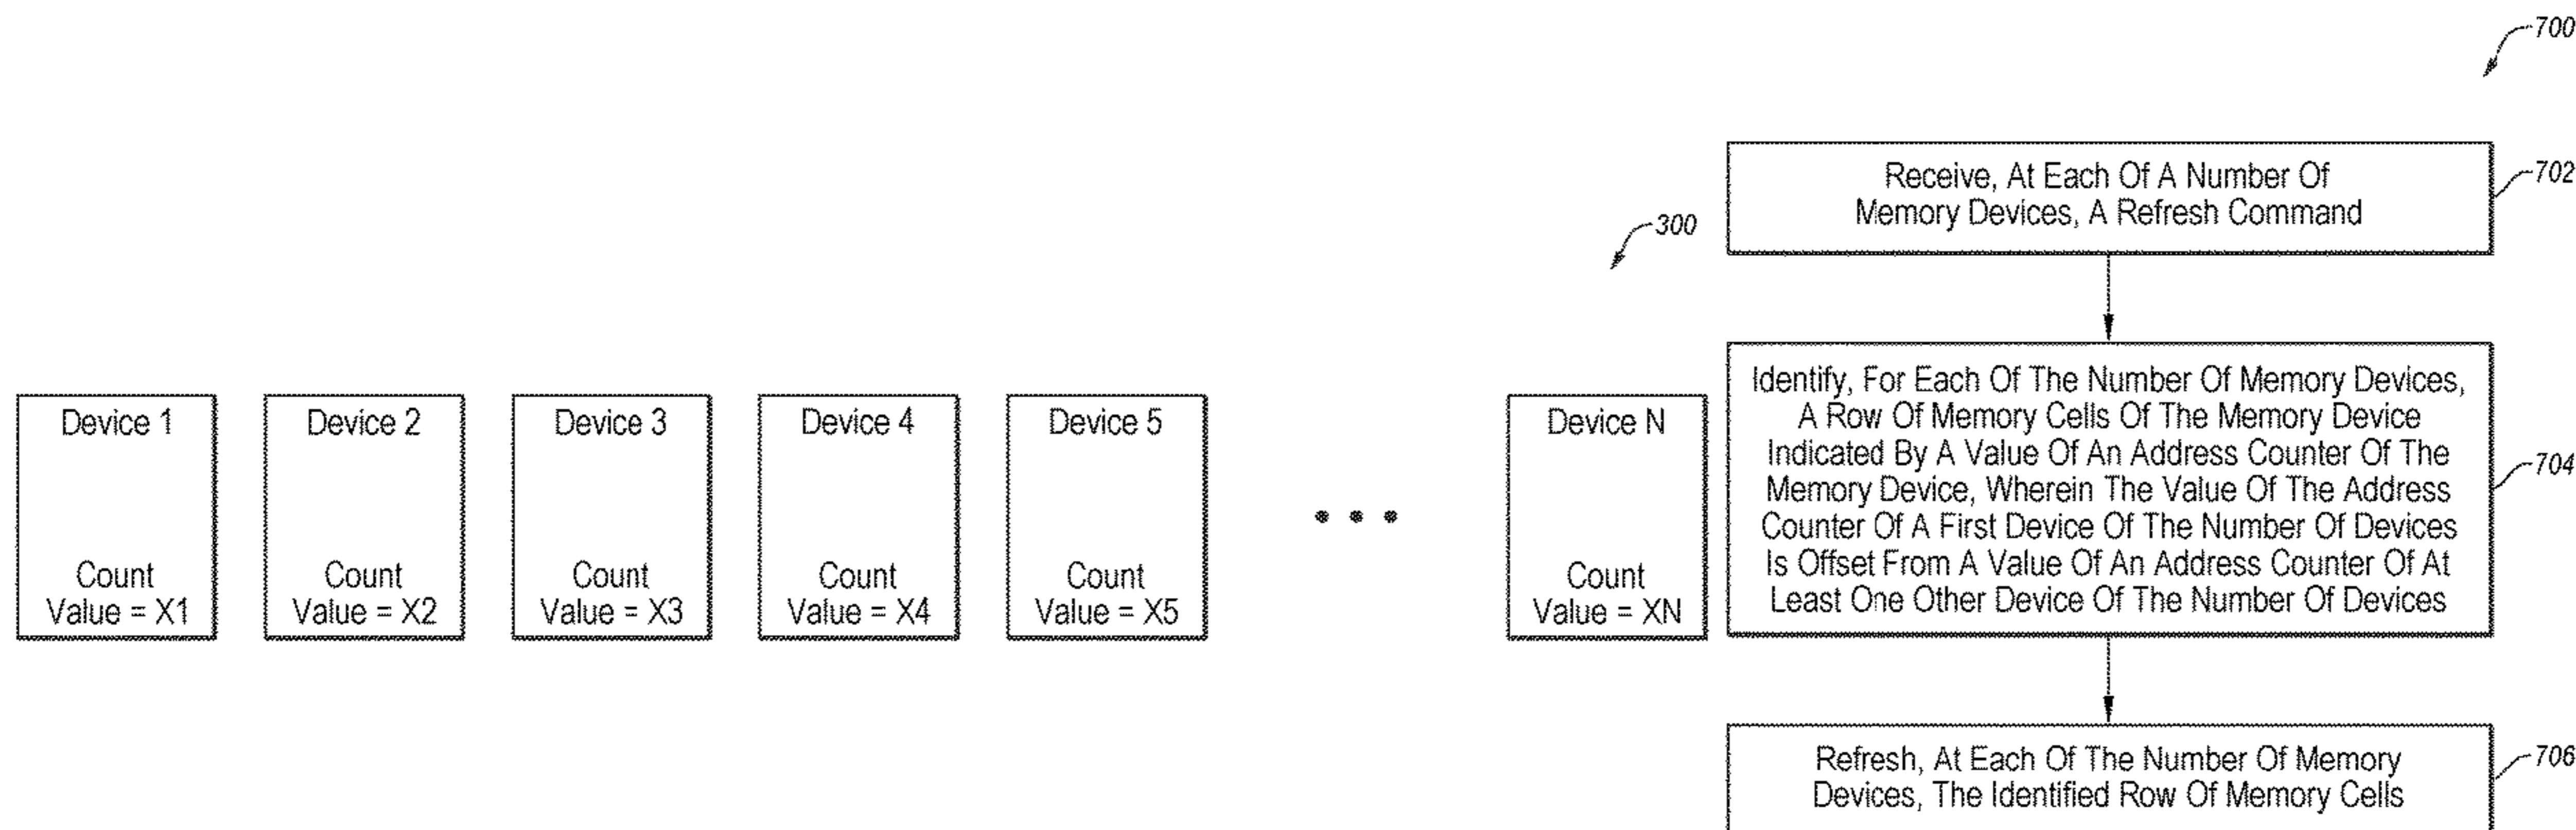 700
Receive, At Each Of A Number Of
Memory Devices, A Refresh Command
702
300
Device 1
Count
Value = X1
Device 2
Count
Value = X2
Device 3
Count
Value = X3
Device 4
Count
Value = X4
Device 5
Count
Value = X5
Device N
Count
Value = XN
Identify, For Each Of The Number Of Memory Devices,
A Row Of Memory Cells Of The Memory Device
Indicated By A Value Of An Address Counter Of The
Memory Device, Wherein The Value Of The Address
Counter Of A First Device Of The Number Of Devices
Is Offset From A Value Of An Address Counter Of At
Least One Other Device Of The Number Of Devices
704
Refresh, At Each Of The Number Of Memory
Devices, The Identified Row Of Memory Cells
706